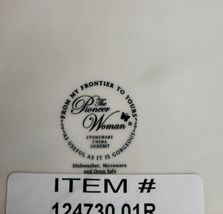 FROM MY FRONTIER TO YOURS
The
Pioneer
Woman
STONEWARE
CHINA
AS USEFUL AS IT IS GORGEOUS
Dishwasher, Microwave
and Oven Safe
ITEM #
124730.01R